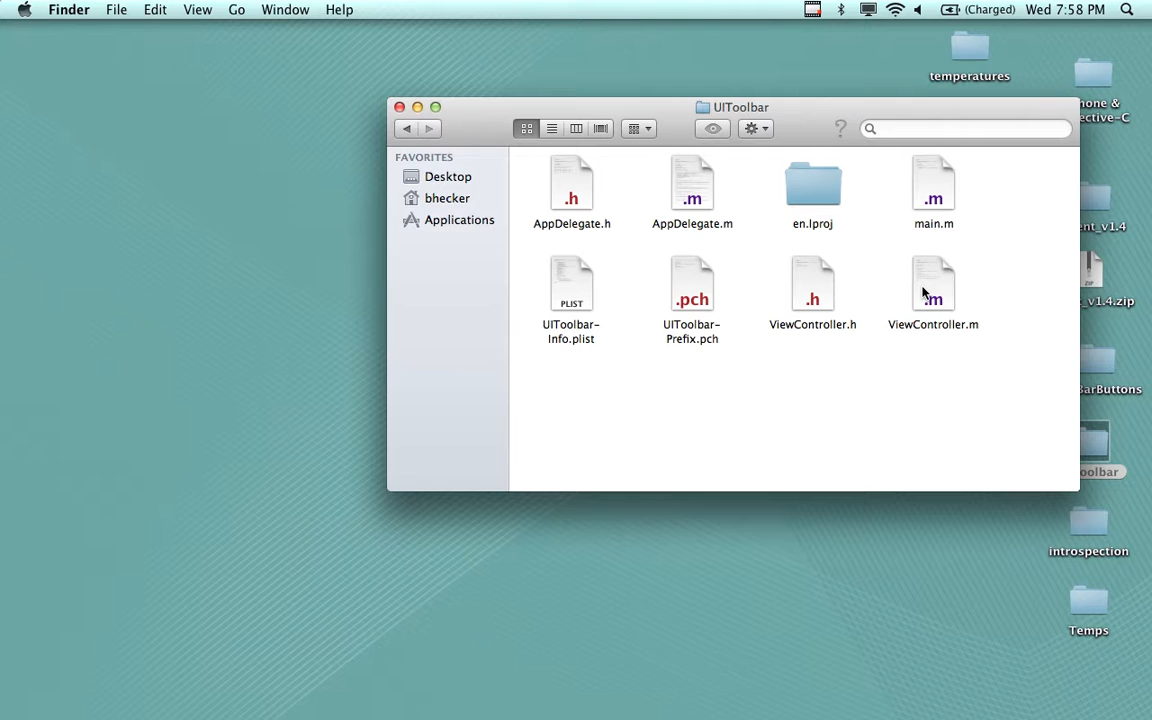 Finder File Edit View Go Window Help (Charged) Wed 7:58 PM
temperatures
hone &
ective-C
UIToolbar
?
FAVORITES
Desktop
bhecker
Applications
.h
.m
.m
AppDelegate.h
AppDelegate.m
en.lproj
main.m
PLIST
.pch
.h
.m
UIToolbar-
Info.plist
UIToolbar-
Prefix.pch
ViewController.h
ViewController.m
ent_v1.4
ZIP
t_v1.4.zip
BarButtons
oolbar
introspection
Temps